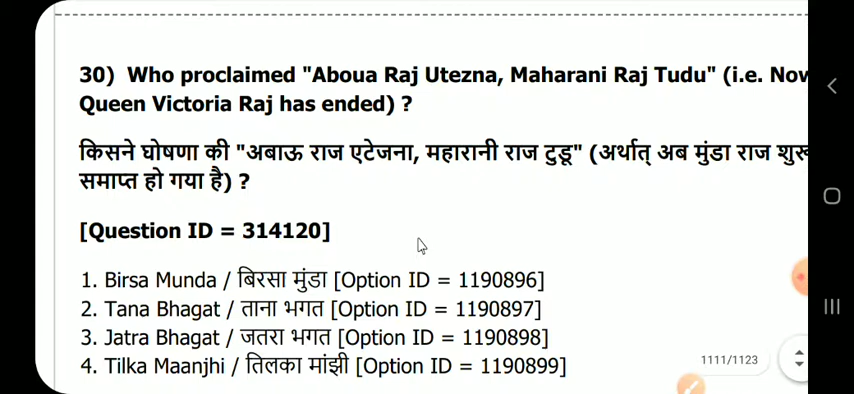 30) Who proclaimed "Aboua Raj Utezna, Maharani Raj Tudu" (i.e. Nov
Queen Victoria Raj has ended) ?
किसने घोषणा की "अबाऊ राज एटेजना, महारानी राज टुडू" (अर्थात् अब मुंडा राज शुरू
समाप्त हो गया है) ?
[Question ID = 314120]
1. Birsa Munda / बिरसा मुंडा [Option ID = 1190896]
2. Tana Bhagat / ताना भगत [Option ID = 1190897]
3. Jatra Bhagat / जतरा भगत [Option ID = 1190898]
4. Tilka Maanjhi / तिलका मांझी [Option ID = 1190899]
1111/1123